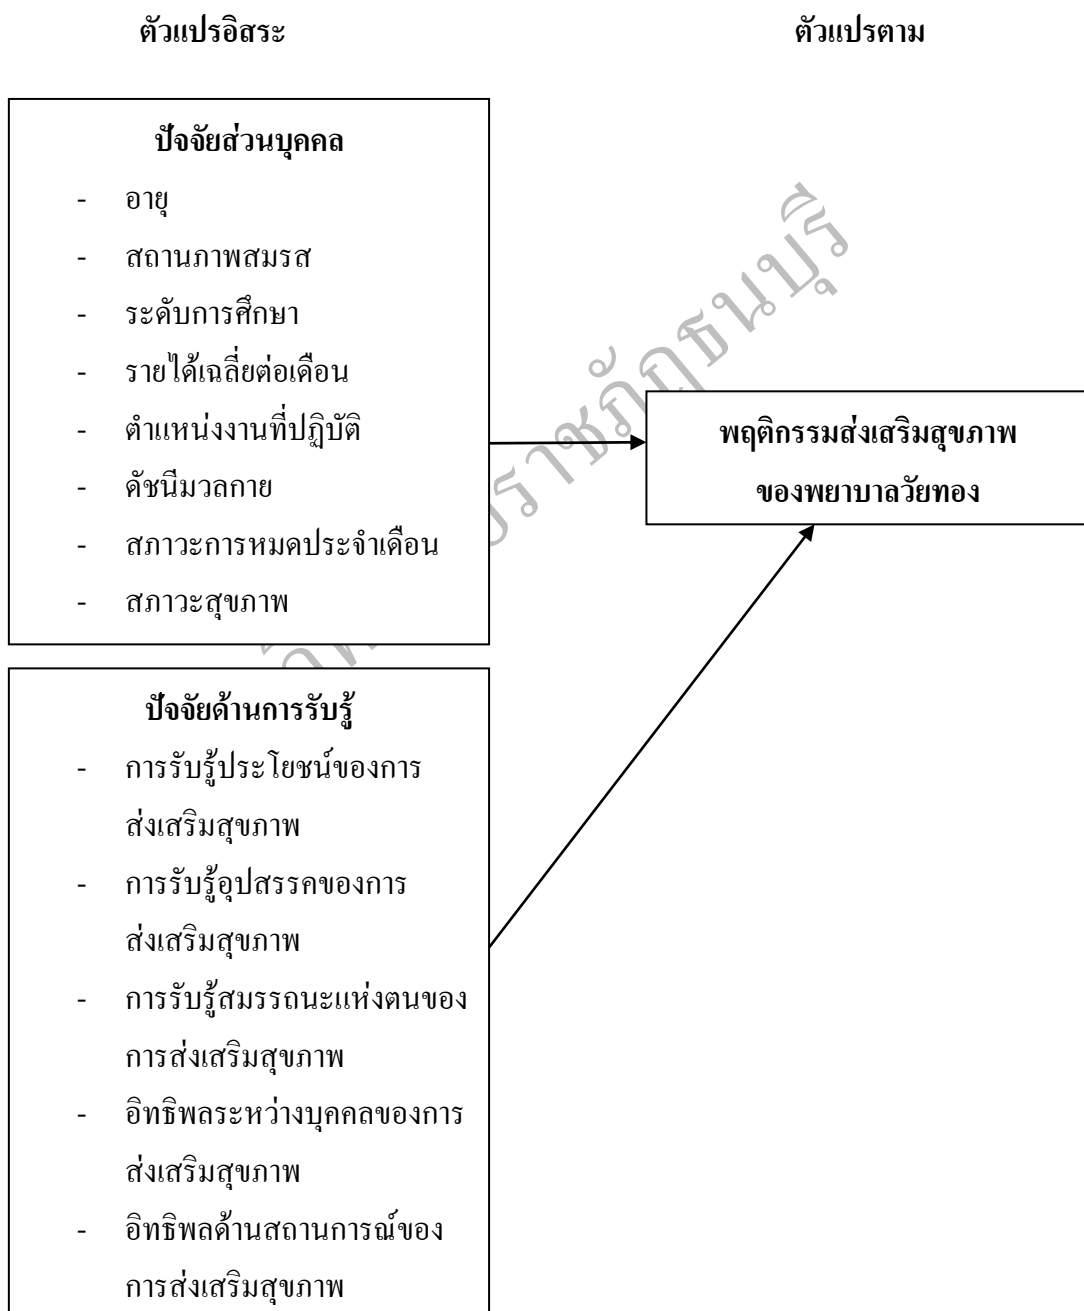 ตัวแปรอิสระ
ตัวแปรตาม
ปัจจัยส่วนบุคคล
- อายุ
- สถานภาพสมรส
- ระดับการศึกษา
- รายได้เฉลี่ยต่อเดือน
- ตำแหน่งงานที่ปฏิบัติ
- ดัชนีมวลกาย
- สภาวะการหมดประจำเดือน
- สภาวะสุขภาพ
พฤติกรรมส่งเสริมสุขภาพ
ของพยาบาลวัยทอง
ปัจจัยด้านการรับรู้
- การรับรู้ประโยชน์ของการ
ส่งเสริมสุขภาพ
- การรับรู้อุปสรรคของการ
ส่งเสริมสุขภาพ
- การรับรู้สมรรถนะแห่งตนของ
การส่งเสริมสุขภาพ
- อิทธิพลระหว่างบุคคลของการ
ส่งเสริมสุขภาพ
- อิทธิพลด้านสถานการณ์ของ
การส่งเสริมสุขภาพ
ราชภัฏธนบุรี